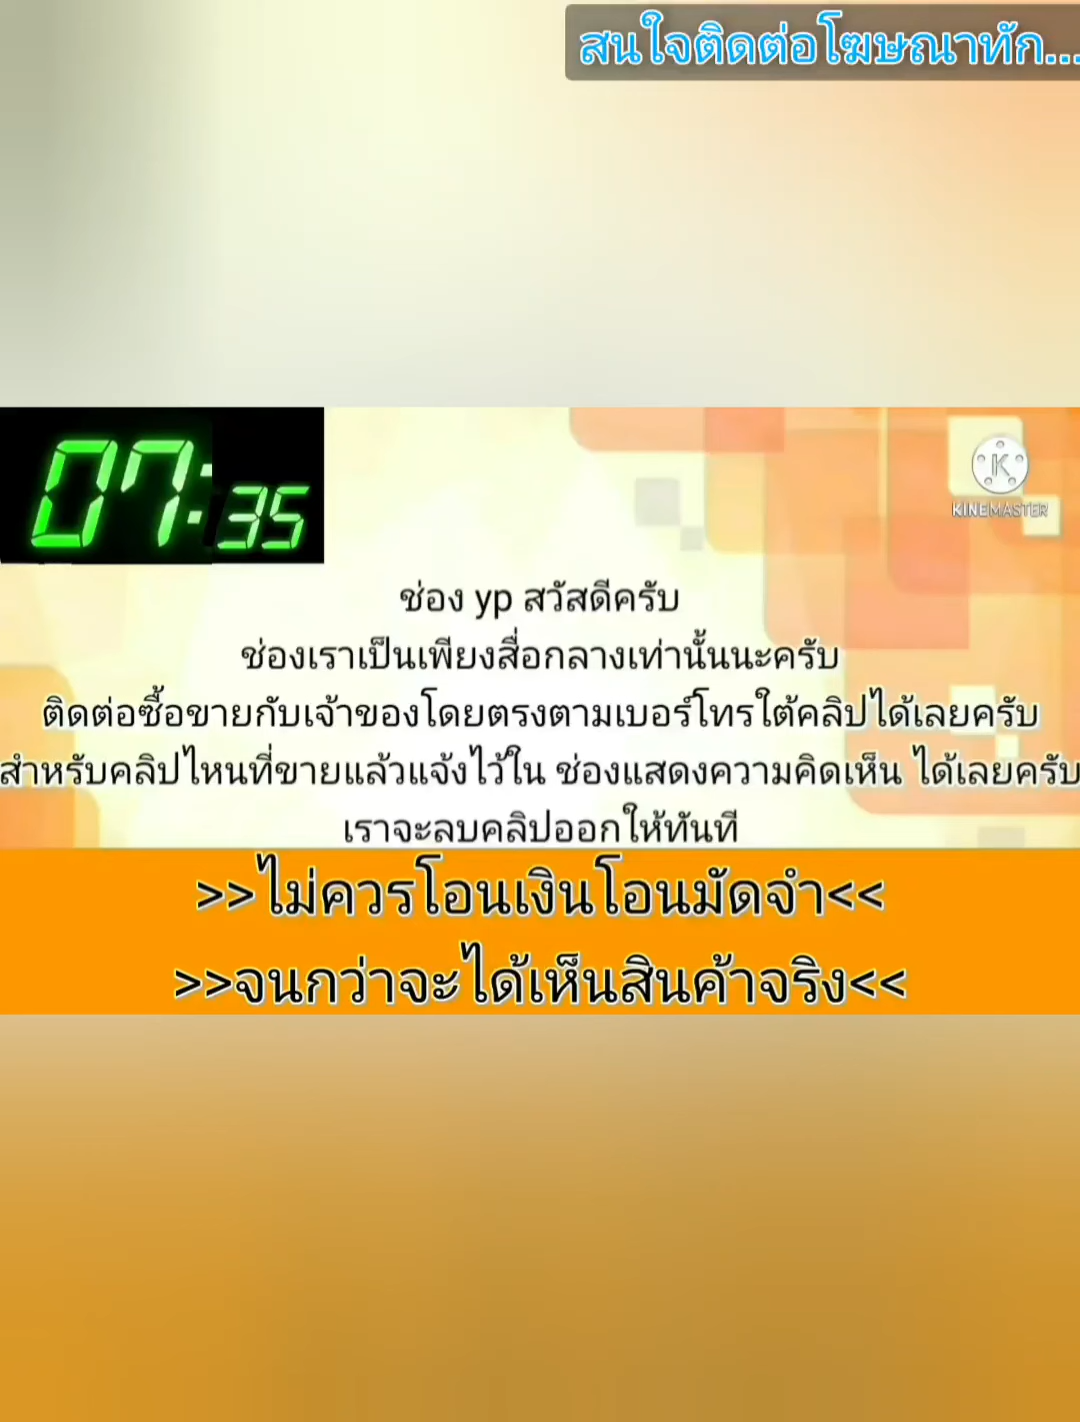 สนใจติดต่อโฆษณาทัก...
07:35
KINEMASTER
ช่อง yp สวัสดีครับ
ช่องเราเป็นเพียงสื่อกลางเท่านั้นนะครับ
ติดต่อซื้อขายกับเจ้าของโดยตรงตามเบอร์โทรใต้คลิปได้เลยครับ
สำหรับคลิปไหนที่ขายแล้วแจ้งไว้ใน ช่องแสดงความคิดเห็น ได้เลยครับ
เราจะลบคลิปออกให้ทันที
>>ไม่ควรโอนเงินโอนมัดจำ<<
>>จนกว่าจะได้เห็นสินค้าจริง<<